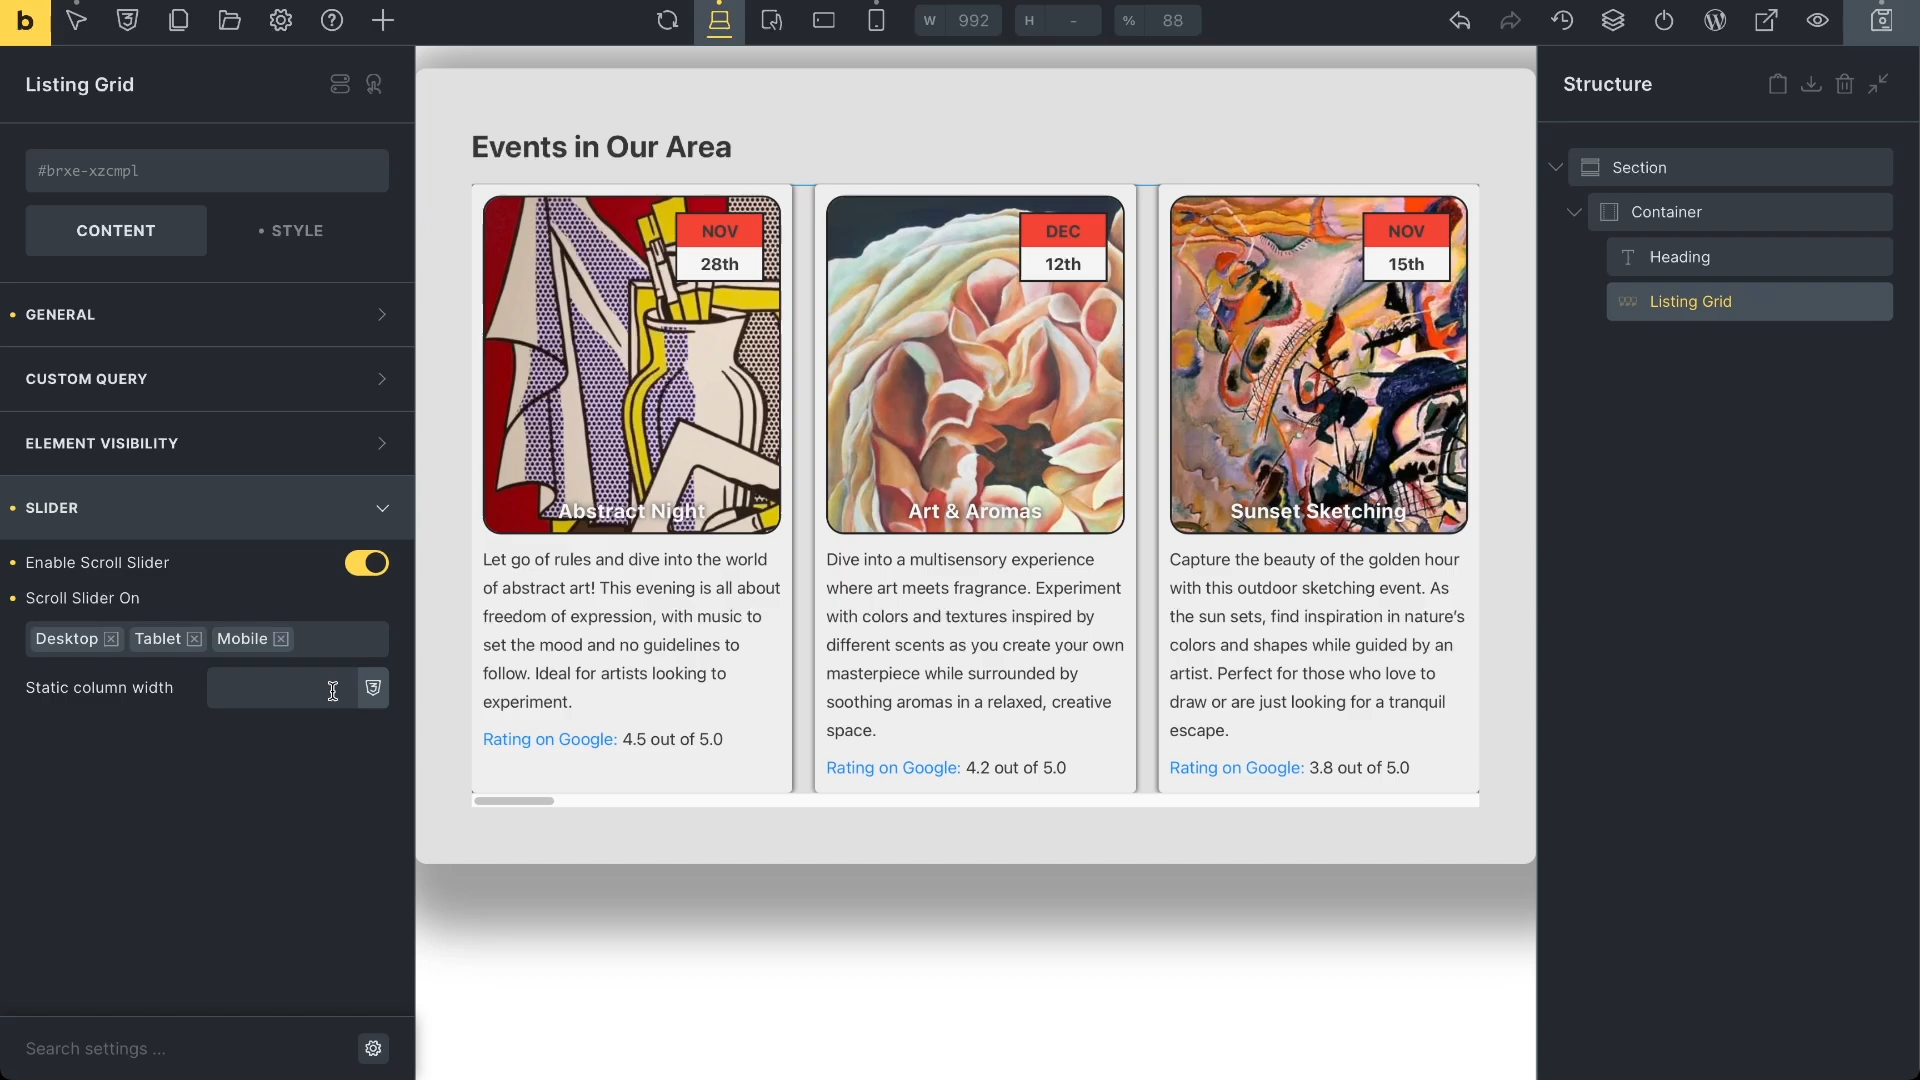 b
W 992
H -
% 88
Listing Grid
#brxe-xzcmpl
CONTENT
STYLE
GENERAL
CUSTOM QUERY
ELEMENT VISIBILITY
SLIDER
Enable Scroll Slider
Scroll Slider On
Desktop Tablet Mobile
Static column width
Search settings ...
Events in Our Area
NOV
28th
Abstract Night
Let go of rules and dive into the world
of abstract art! This evening is all about
freedom of expression, with music to
set the mood and no guidelines to
follow. Ideal for artists looking to
experiment.
Rating on Google: 4.5 out of 5.0
DEC
12th
Art & Aromas
Dive into a multisensory experience
where art meets fragrance. Experiment
with colors and textures inspired by
different scents as you create your own
masterpiece while surrounded by
soothing aromas in a relaxed, creative
space.
Rating on Google: 4.2 out of 5.0
NOV
15th
Sunset Sketching
Capture the beauty of the golden hour
with this outdoor sketching event. As
the sun sets, find inspiration in nature’s
colors and shapes while guided by an
artist. Perfect for those who love to
draw or are just looking for a tranquil
escape.
Rating on Google: 3.8 out of 5.0
Structure
Section
Container
Heading
Listing Grid